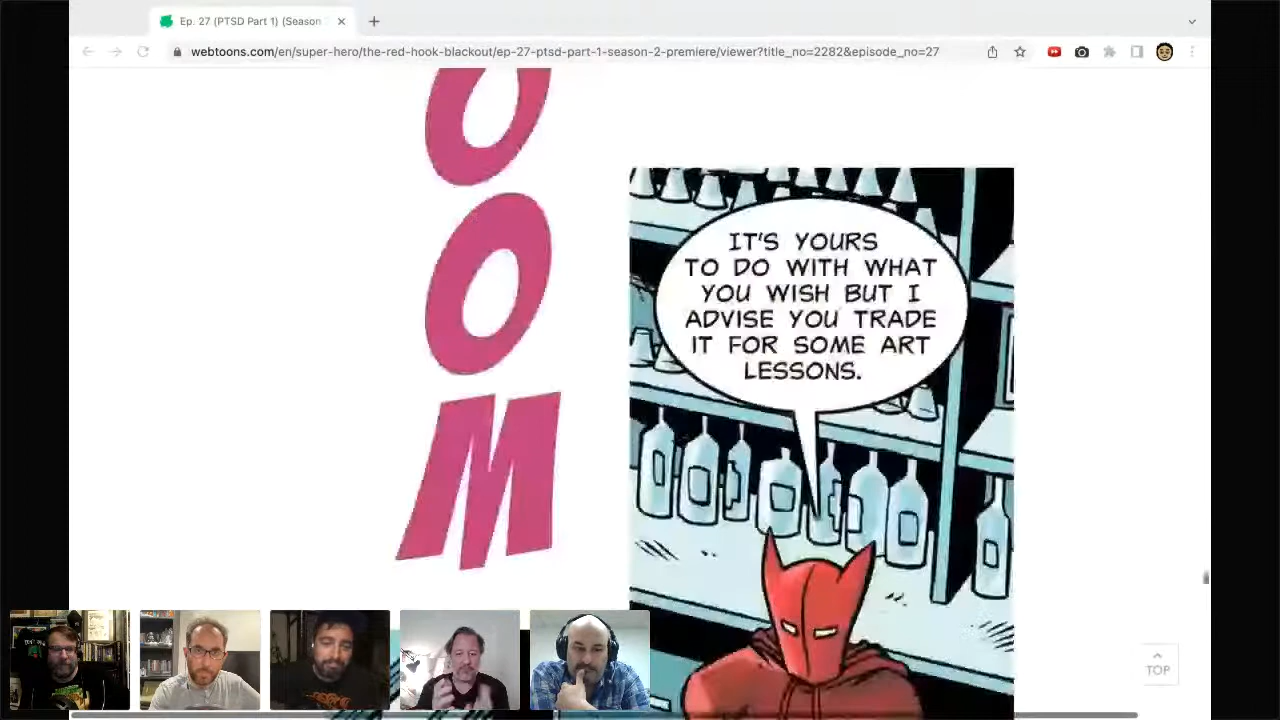 Ep. 27 (PTSD Part 1) (Season
webtoons.com/en/super-hero/the-red-hook-blackout/ep-27-ptsd-part-1-season-2-premiere/viewer?title_no=2282&episode_no=27
OOM
IT'S YOURS
TO DO WITH WHAT
YOU WISH BUT I
ADVISE YOU TRADE
IT FOR SOME ART
LESSONS.
TOP